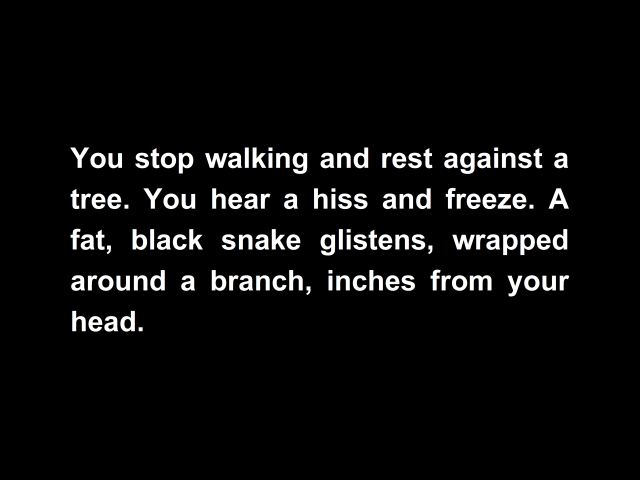 You stop walking and rest against a
tree. You hear a hiss and freeze. A
fat, black snake glistens, wrapped
around a branch, inches from your
head.